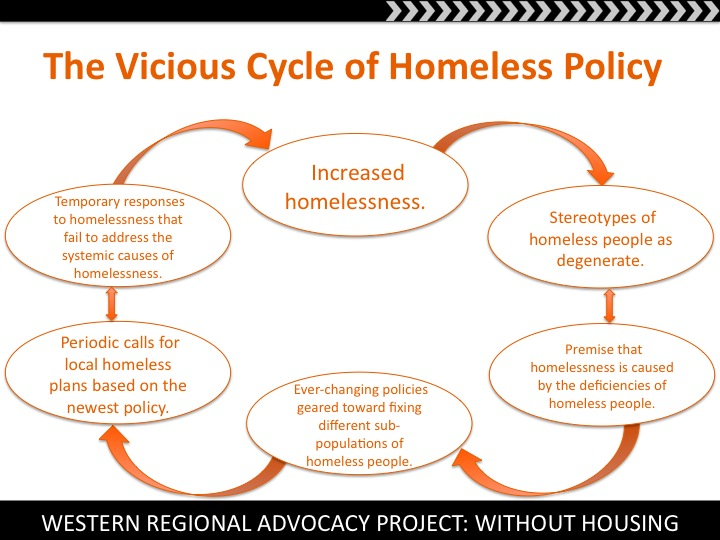 The Vicious Cycle of Homeless Policy
Increased
homelessness.
Stereotypes of
homeless people as
degenerate.
Premise that
homelessness is caused
by the deficiencies of
homeless people.
Ever-changing policies
geared toward fixing
different sub-
populations of
homeless people.
Periodic calls for
local homeless
plans based on the
newest policy.
Temporary responses
to homelessness that
fail to address the
systemic causes of
homelessness.
WESTERN REGIONAL ADVOCACY PROJECT: WITHOUT HOUSING